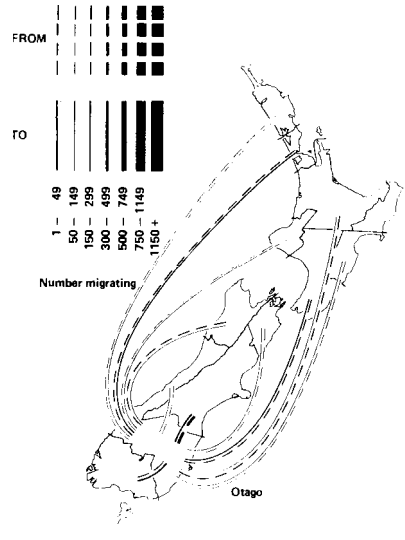 FROM
TO
1 – 49
50 – 149
150 – 299
300 – 499
500 – 749
750 – 1149
1150 +
Number migrating
Otago